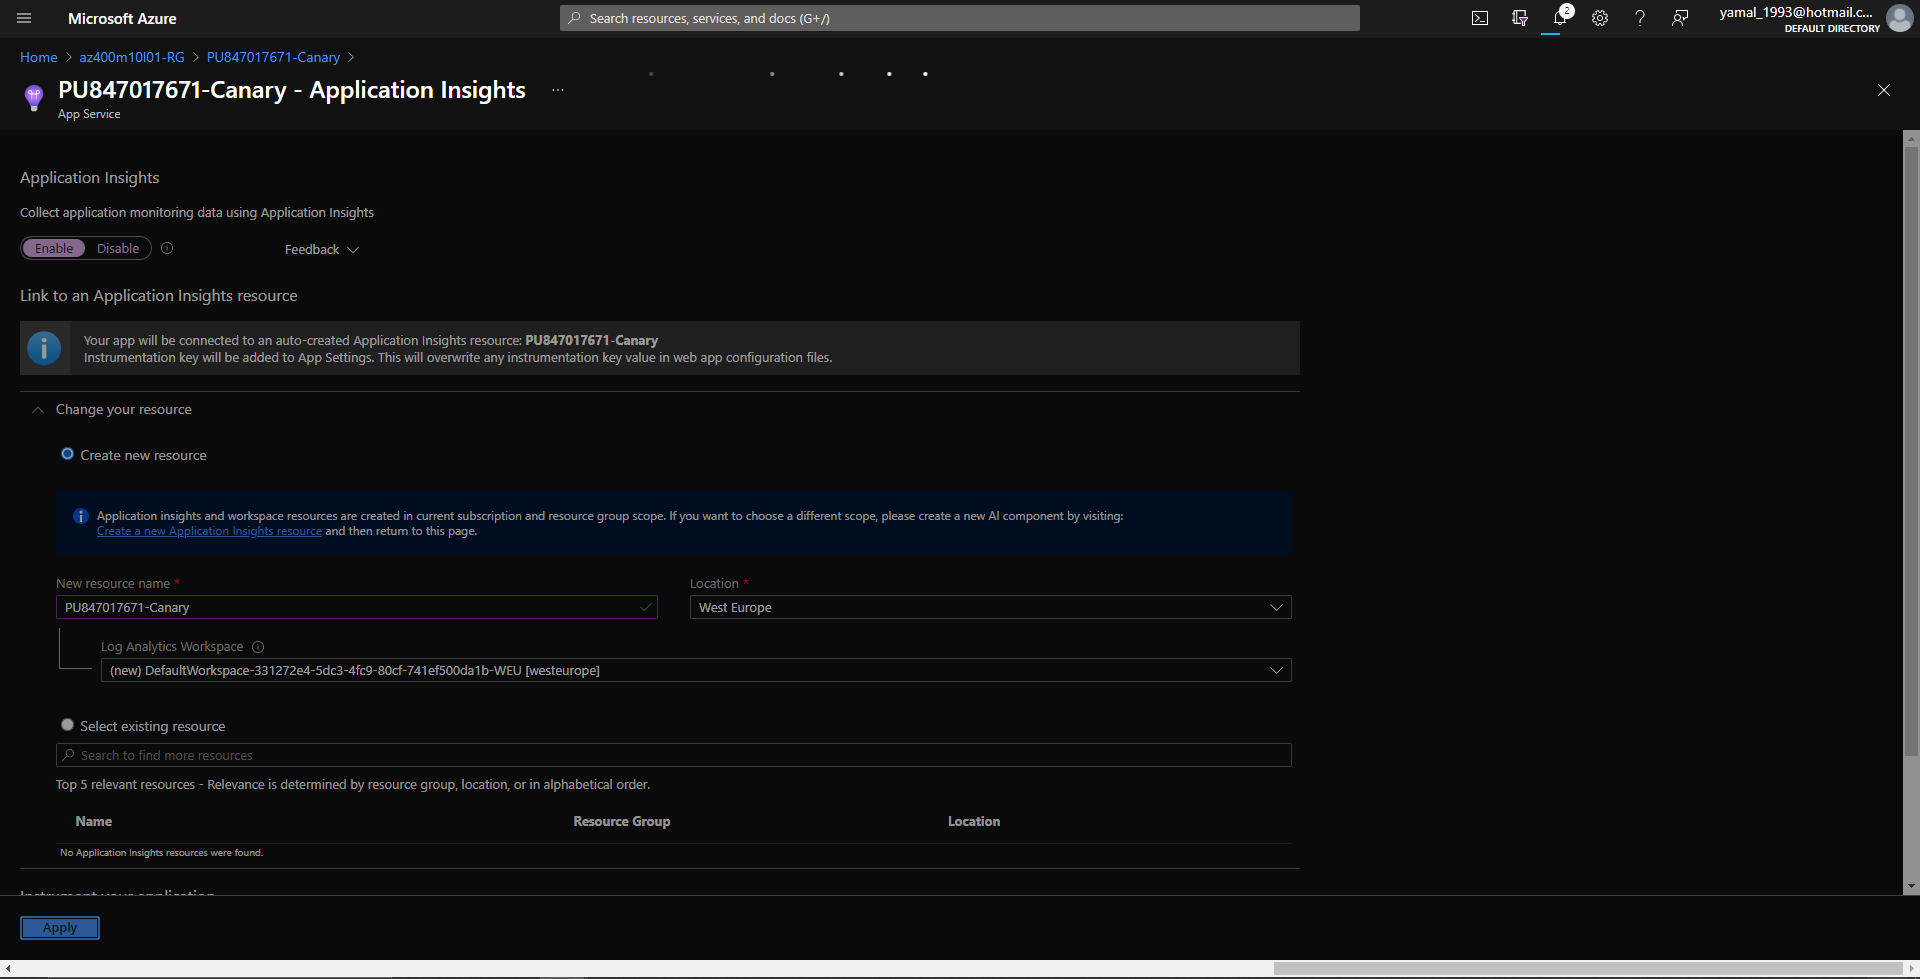 Microsoft Azure
Search resources, services, and docs (G+/)
2
yamal_1993@hotmail.c...
DEFAULT DIRECTORY
Home > az400m10l01-RG > PU847017671-Canary >
PU847017671-Canary - Application Insights ...
App Service
Application Insights
Collect application monitoring data using Application Insights
Enable Disable
Feedback
Link to an Application Insights resource
Your app will be connected to an auto-created Application Insights resource: PU847017671-Canary
Instrumentation key will be added to App Settings. This will overwrite any instrumentation key value in web app configuration files.
Change your resource
Create new resource
Application insights and workspace resources are created in current subscription and resource group scope. If you want to choose a different scope, please create a new AI component by visiting:
Create a new Application Insights resource and then return to this page.
New resource name *
Location *
PU847017671-Canary
West Europe
Log Analytics Workspace
(new) DefaultWorkspace-331272e4-5dc3-4fc9-80cf-741ef500da1b-WEU [westeurope]
Select existing resource
Search to find more resources
Top 5 relevant resources - Relevance is determined by resource group, location, or in alphabetical order.
Name Resource Group Location
No Application Insights resources were found.
Instrument your application
Apply